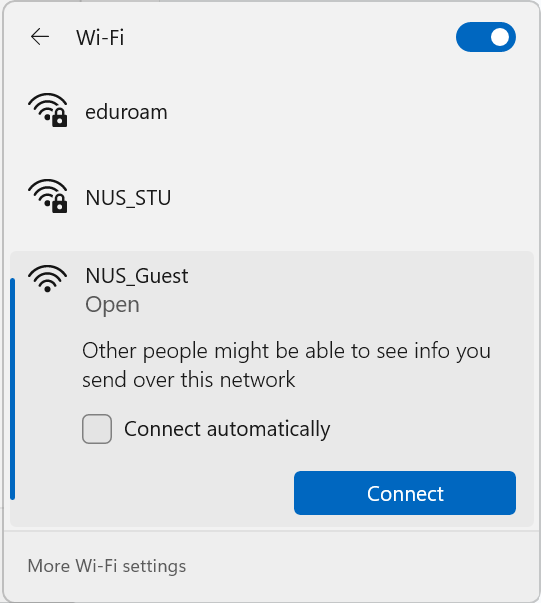 Wi-Fi
eduroam
NUS_STU
NUS_Guest
Open
Other people might be able to see info you
send over this network
Connect automatically
Connect
More Wi-Fi settings